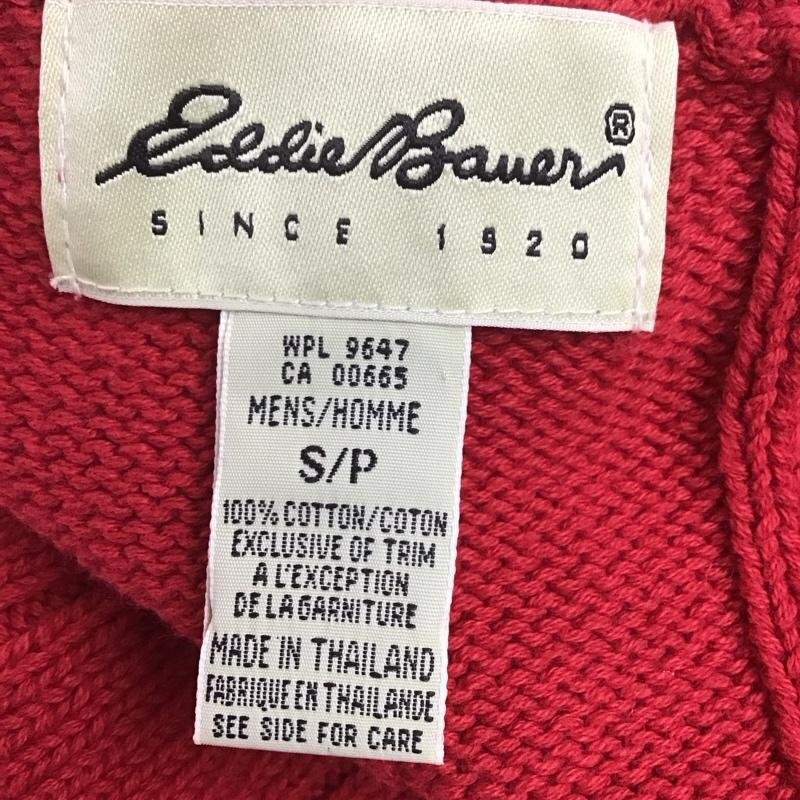 Eddie Bauer®
SINCE 1920
WPL 9647
CA 00665
MENS/HOMME
S/P
100% COTTON/COTON
EXCLUSIVE OF TRIM
A L'EXCEPTION
DE LA GARNITURE
MADE IN THAILAND
FABRIQUE EN THAILANDE
SEE SIDE FOR CARE